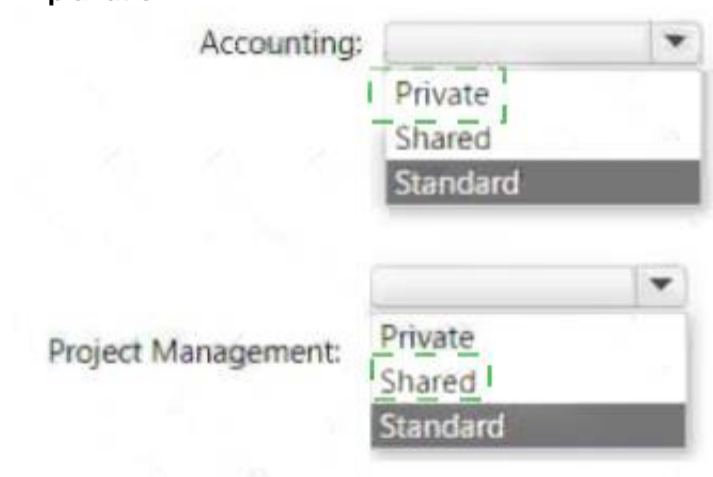 Accounting:
Private
Shared
Standard
Project Management:
Private
Shared
Standard